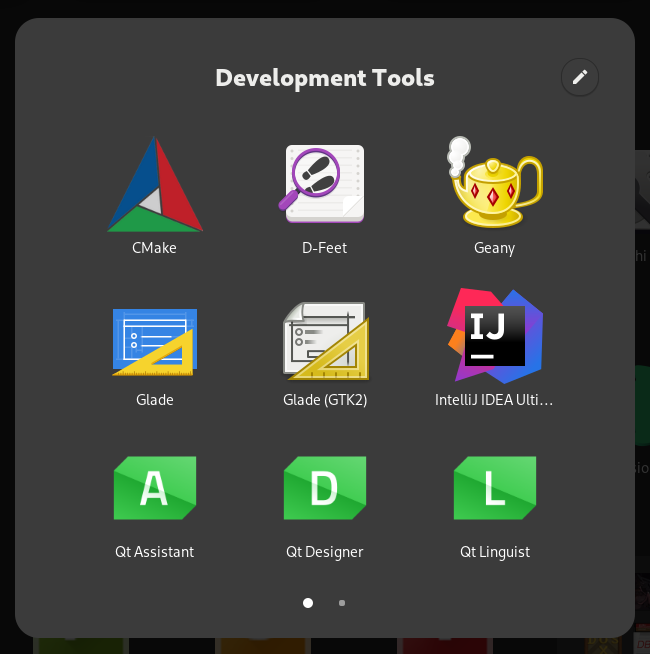 Development Tools
CMake
D-Feet
Geany
IJ
Glade
Glade (GTK2)
IntelliJ IDEA Ulti…
A
D
L
Qt Assistant
Qt Designer
Qt Linguist